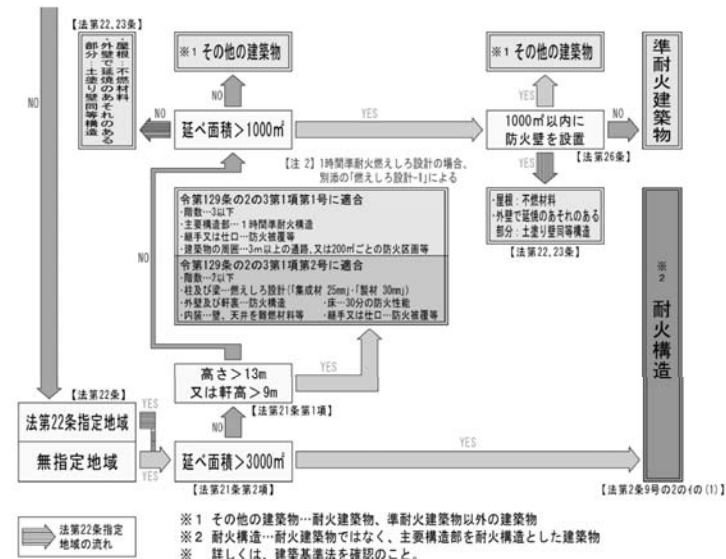 【法第22,23条】
・屋根：不燃材料
・外壁で延焼のあそれのある
部分：土塗り壁同等構造
※1 その他の建築物
※1 その他の建築物
準耐火建築物
NO
NO
YES
NO
延べ面積>1000㎡
YES
1000㎡以内に
防火壁を設置
NO
【法第26条】
YES
【注 2】1時間準耐火燃えしろ設計の場合、
別添の「燃えしろ設計-1」による
令第129条の2の3第1項第1号に適合
・階数…3以下
・主要構造部…1時間準耐火構造
・継手又は仕口…防火被覆等
・建築物の周囲…3m以上の通路、又は200㎡ごとの防火区画等
令第129条の2の3第1項第2号に適合
・階数…2以下
・柱及び梁…燃えしろ設計(「集成材 25mm」・「製材 30mm」)
・外壁及び軒裏…防火構造 ・床…30分の防火性能
・内装…壁、天井を難燃材料等 ・継手又は仕口…防火被覆等
・屋根：不燃材料
・外壁で延焼のあそれのある
部分：土塗り壁同等構造
【法第22,23条】
※2 耐火構造
NO
高さ>13m
又は軒高>9m
YES
【法第21条第1項】
【法第22条】
YES
NO
法第22条指定地域
無指定地域
YES
延べ面積>3000㎡
YES
【法第21条第2項】
【法第2条9号の2のイの(1)】
法第22条指定
地域の流れ
※1 その他の建築物…耐火建築物、準耐火建築物以外の建築物
※2 耐火構造…耐火建築物ではなく、主要構造部を耐火構造とした建築物
※ 詳しくは、建築基準法を確認のこと。